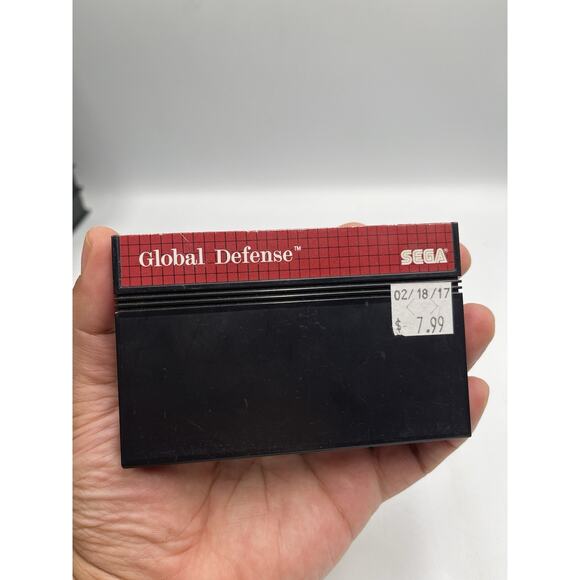 Global Defense™
SEGA®
02/18/17
$ 7.99